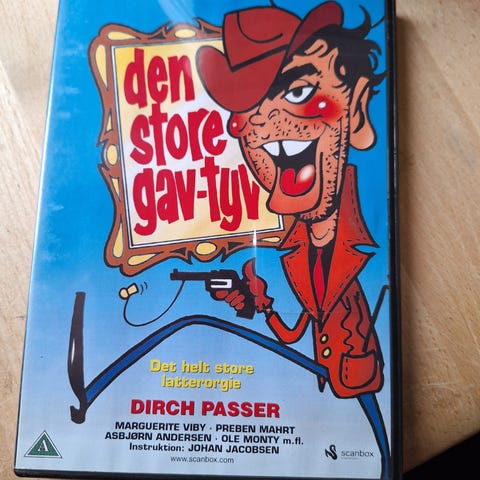 den
store
gav-tyv
Det helt store
latterorgie
DIRCH PASSER
MARGUERITE VIBY · PREBEN MAHRT
ASBJØRN ANDERSEN · OLE MONTY m.fl.
Instruktion: JOHAN JACOBSEN
www.scanbox.com
A
scanbox